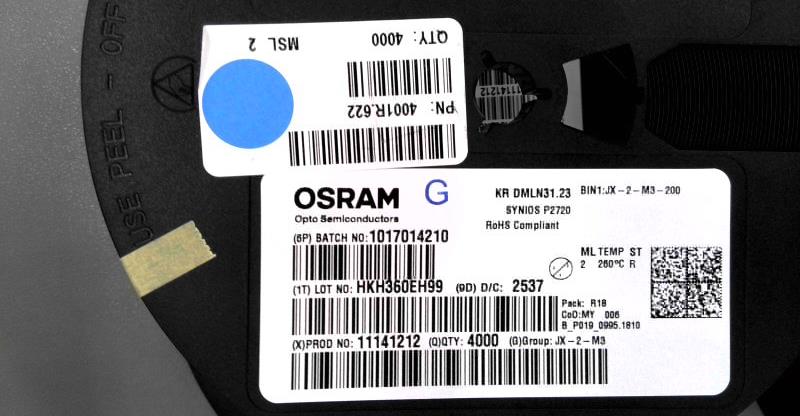 USE PEEL - OFF
QTY: 4000
MSL 2
PN: 4001R.622
11141212
OSRAM G
Opto Semiconductors
KR DMLN31.23 BIN1:JX-2-M3-200
SYNIOS P2720
RoHS Compliant
(6P) BATCH NO:1017014210
ML TEMP ST
2 260°C R
(1T) LOT NO: HKH360EH99 (9D) D/C: 2537
Pack: R18
CoO:MY 006
B_P019_0995.1810
(X)PROD NO: 11141212 (Q)QTY: 4000 (G)Group: JX-2-M3